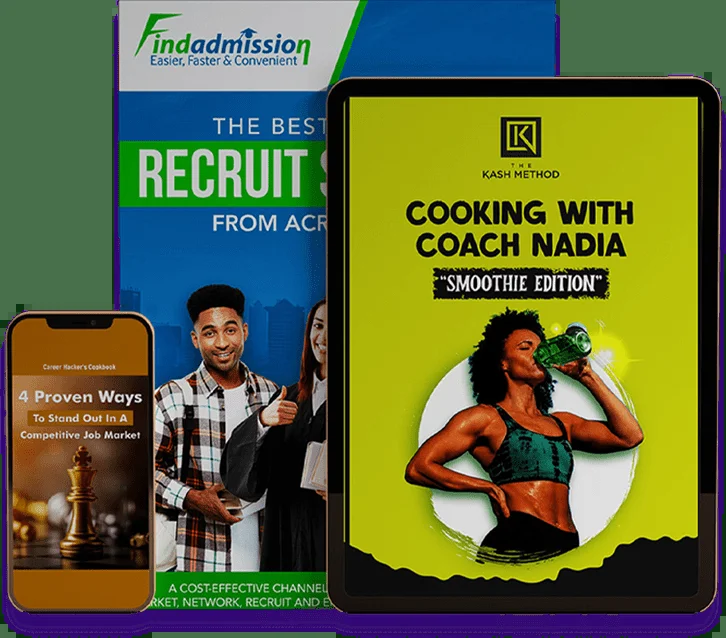 Findadmission
Easier, Faster & Convenient
THE BEST
RECRUIT
FROM ACR
A COST-EFFECTIVE CHANNEL
RKET, NETWORK, RECRUIT AND E
THE
KASH METHOD
COOKING WITH
COACH NADIA
"SMOOTHIE EDITION"
Career Hacker's Cookbook
4 Proven Ways
To Stand Out In A
Competitive Job Market